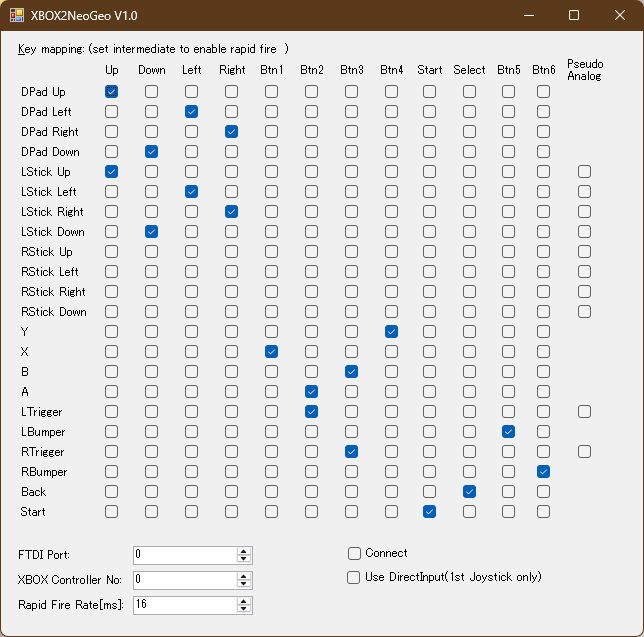 XBOX2NeoGeo V1.0
Key mapping: (set intermediate to enable rapid fire )
Up Down Left Right Btn1 Btn2 Btn3 Btn4 Start Select Btn5 Btn6 Pseudo
Analog
DPad Up
DPad Left
DPad Right
DPad Down
LStick Up
LStick Left
LStick Right
LStick Down
RStick Up
RStick Left
RStick Right
RStick Down
Y
X
B
A
LTrigger
LBumper
RTrigger
RBumper
Back
Start
FTDI Port: 0 Connect
XBOX Controller No: 0 Use DirectInput(1st Joystick only)
Rapid Fire Rate[ms]: 16